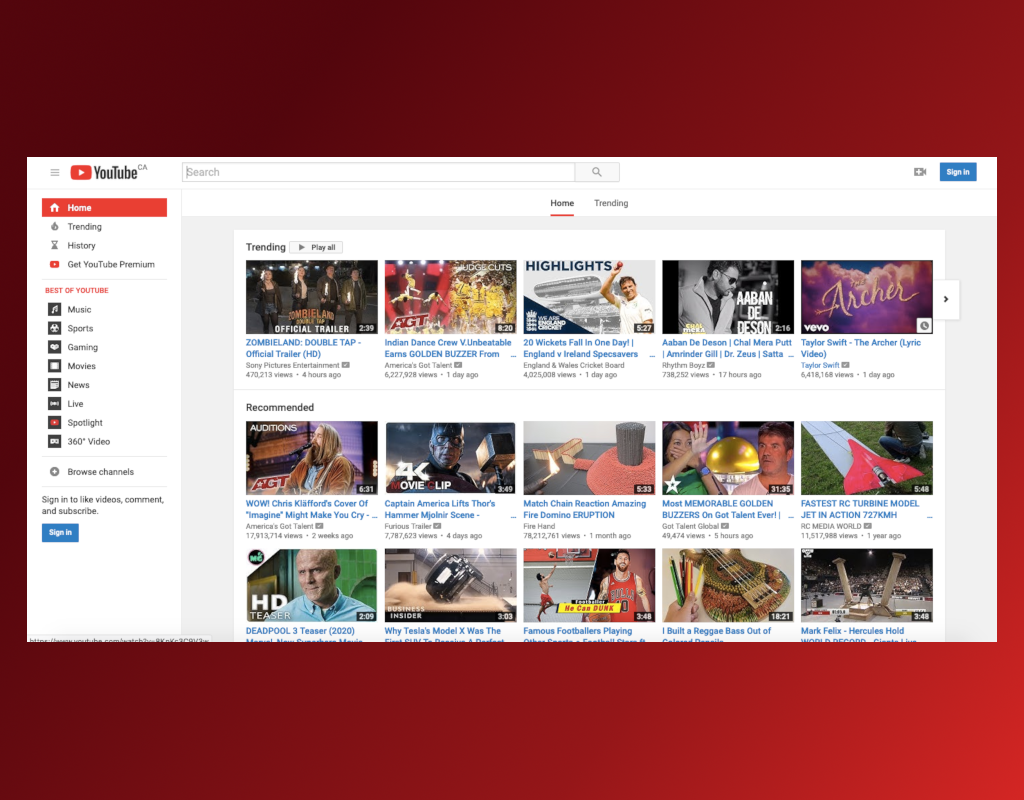 YouTube CA
Search
Sign in
Home
Trending
History
Get YouTube Premium
BEST OF YOUTUBE
Music
Sports
Gaming
Movies
News
Live
Spotlight
360° Video
Browse channels
Sign in to like videos, comment,
and subscribe.
Sign in
Home Trending
Trending Play all
ZOMBIELAND
DOUBLE TAP
OFFICIAL TRAILER
2:39
ZOMBIELAND: DOUBLE TAP -
Official Trailer (HD)
Sony Pictures Entertainment
470,213 views • 4 hours ago
JUDGE CUTS
AGT
8:20
Indian Dance Crew V.Unbeatable
Earns GOLDEN BUZZER From ...
America's Got Talent
6,227,928 views • 1 day ago
HIGHLIGHTS
WE ARE
ENGLAND
CRICKET
5:27
20 Wickets Fall in One Day! |
England v Ireland Specsavers ...
England & Wales Cricket Board
4,025,008 views • 1 day ago
AABAN
DE
DESON
CHAL MERA
2:16
Aaban De Deson | Chal Mera Putt
| Amrinder Gill | Dr. Zeus | Satta ...
Rhythm Boyz
738,252 views • 17 hours ago
The
Archer
vevo
Taylor Swift - The Archer (Lyric
Video)
Taylor Swift
6,418,168 views • 1 day ago
Recommended
AUDITIONS
AGT
6:31
WOW! Chris Kläfford's Cover Of
"Imagine" Might Make You Cry - ...
America's Got Talent
17,913,714 views • 2 weeks ago
4K
MOVIE CLIP
3:49
Captain America Lifts Thor's
Hammer Mjolnir Scene -
Furious Trailer
7,787,623 views • 4 days ago
5:33
Match Chain Reaction Amazing
Fire Domino ERUPTION
Fire Hand
78,212,761 views • 1 month ago
31:35
Most MEMORABLE GOLDEN
BUZZERS On Got Talent Ever! | ...
Got Talent Global
49,474 views • 5 hours ago
5:48
FASTEST RC TURBINE MODEL
JET IN ACTION 727KMH ...
RC MEDIA WORLD
11,517,988 views • 1 year ago
MG
HD
TEASER
2:09
DEADPOOL 3 Teaser (2020)
BUSINESS
INSIDER
3:03
Why Tesla's Model X Was The
BULLS
Footballer
He Can DUNK
3:48
Famous Footballers Playing
18:21
I Built a Reggae Bass Out of
3:48
Mark Felix - Hercules Hold